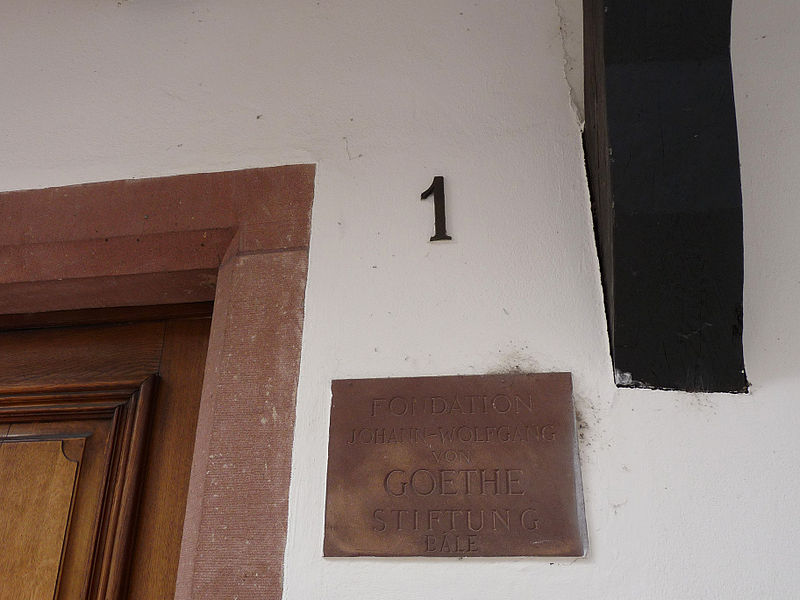 1
FONDATION
JOHANN-WOLFGANG
VON
GOETHE
STIFTUNG
BÂLE